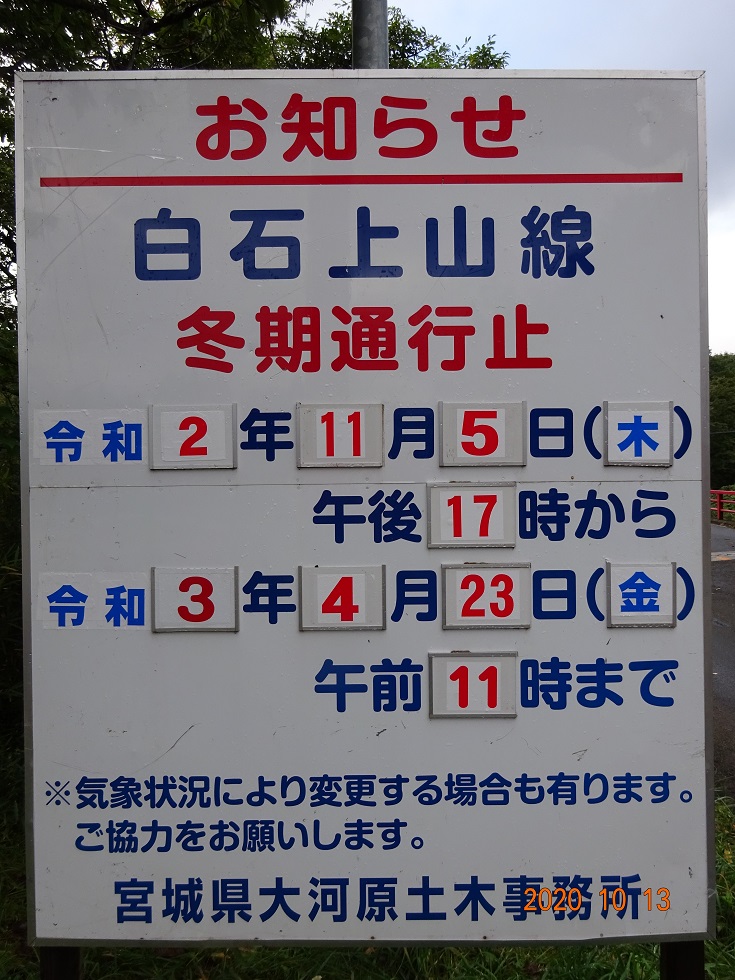 お知らせ
白石上山線
冬期通行止
令和2年11月5日(木)
午後17時から
令和3年4月23日(金)
午前11時まで
※気象状況により変更する場合も有ります。
ご協力をお願いします。
宮城県大河原土木事務所
2020 10 13